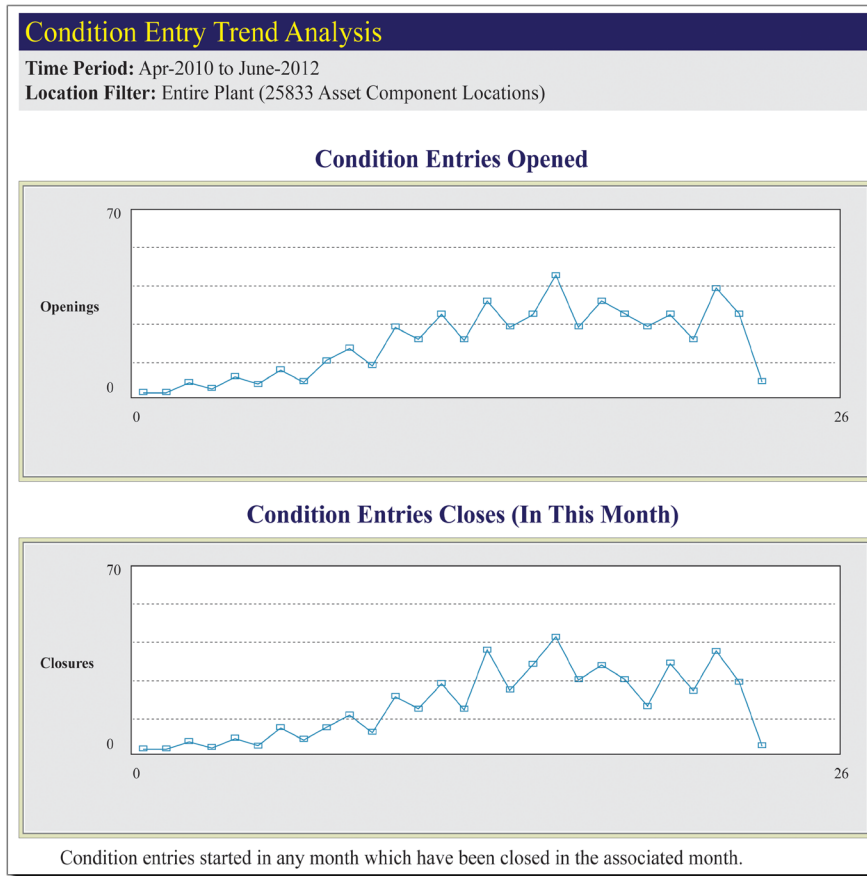 Condition Entry Trend Analysis
Time Period: Apr-2010 to June-2012
Location Filter: Entire Plant (25833 Asset Component Locations)
Condition Entries Opened
70
Openings
0
0
26
Condition Entries Closes (In This Month)
70
Closures
0
0
26
Condition entries started in any month which have been closed in the associated month.